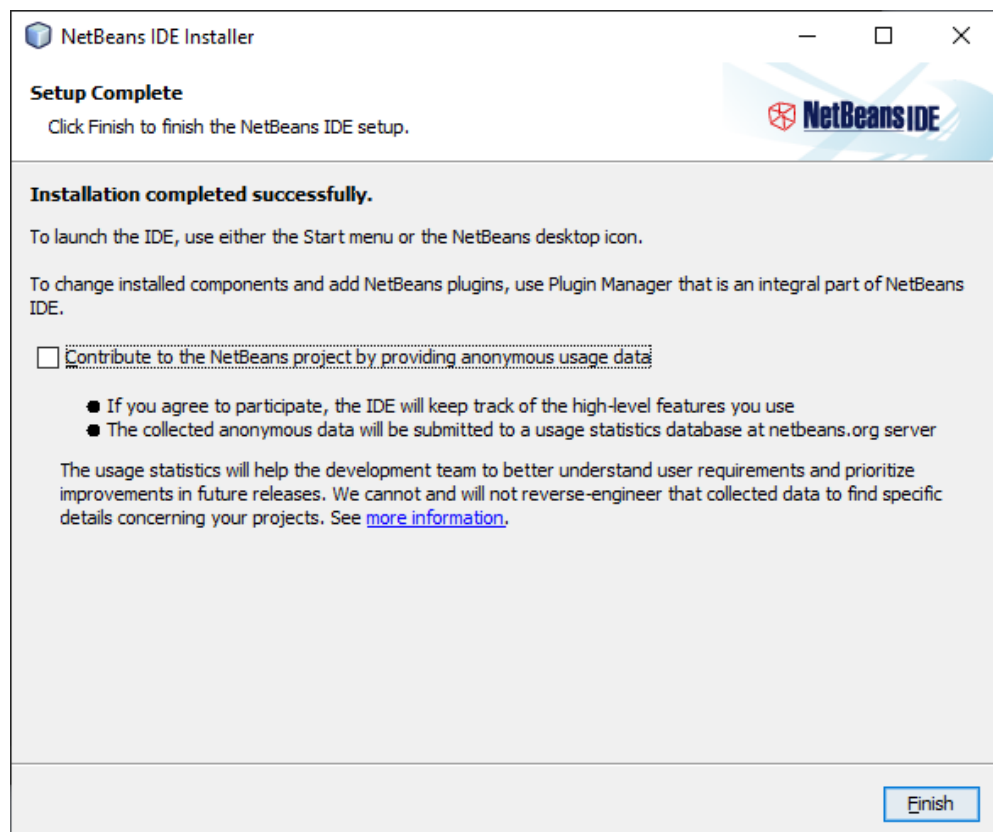 NetBeans IDE Installer
Setup Complete
Click Finish to finish the NetBeans IDE setup.
NetBeans IDE
Installation completed successfully.
To launch the IDE, use either the Start menu or the NetBeans desktop icon.
To change installed components and add NetBeans plugins, use Plugin Manager that is an integral part of NetBeans
IDE.
Contribute to the NetBeans project by providing anonymous usage data
● If you agree to participate, the IDE will keep track of the high-level features you use
● The collected anonymous data will be submitted to a usage statistics database at netbeans.org server
The usage statistics will help the development team to better understand user requirements and prioritize
improvements in future releases. We cannot and will not reverse-engineer that collected data to find specific
details concerning your projects. See more information.
Finish